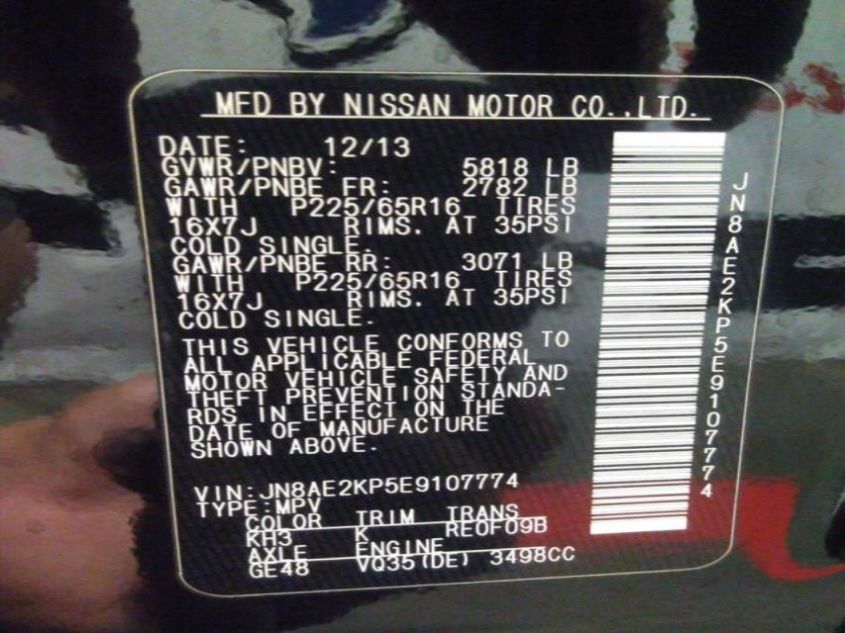 MFD BY NISSAN MOTOR CO.,LTD.
DATE: 12/13
GVWR/PNBV: 5818 LB
GAWR/PNBE FR: 2782 LB
WITH P225/65R16 TIRES
16X7J RIMS. AT 35PSI
COLD SINGLE.
GAWR/PNBE RR: 3071 LB
WITH P225/65R16 TIRES
16X7J RIMS. AT 35PSI
COLD SINGLE.
THIS VEHICLE CONFORMS TO
ALL APPLICABLE FEDERAL
MOTOR VEHICLE SAFETY AND
THEFT PREVENTION STANDA-
RDS IN EFFECT ON THE
DATE OF MANUFACTURE
SHOWN ABOVE.
VIN:JN8AE2KP5E9107774
TYPE:MPV
COLOR TRIM TRANS
KH3 K RE0F09B
AXLE ENGINE
GE48 VQ35(DE) 3498CC
JN8AE2KP5E9107774